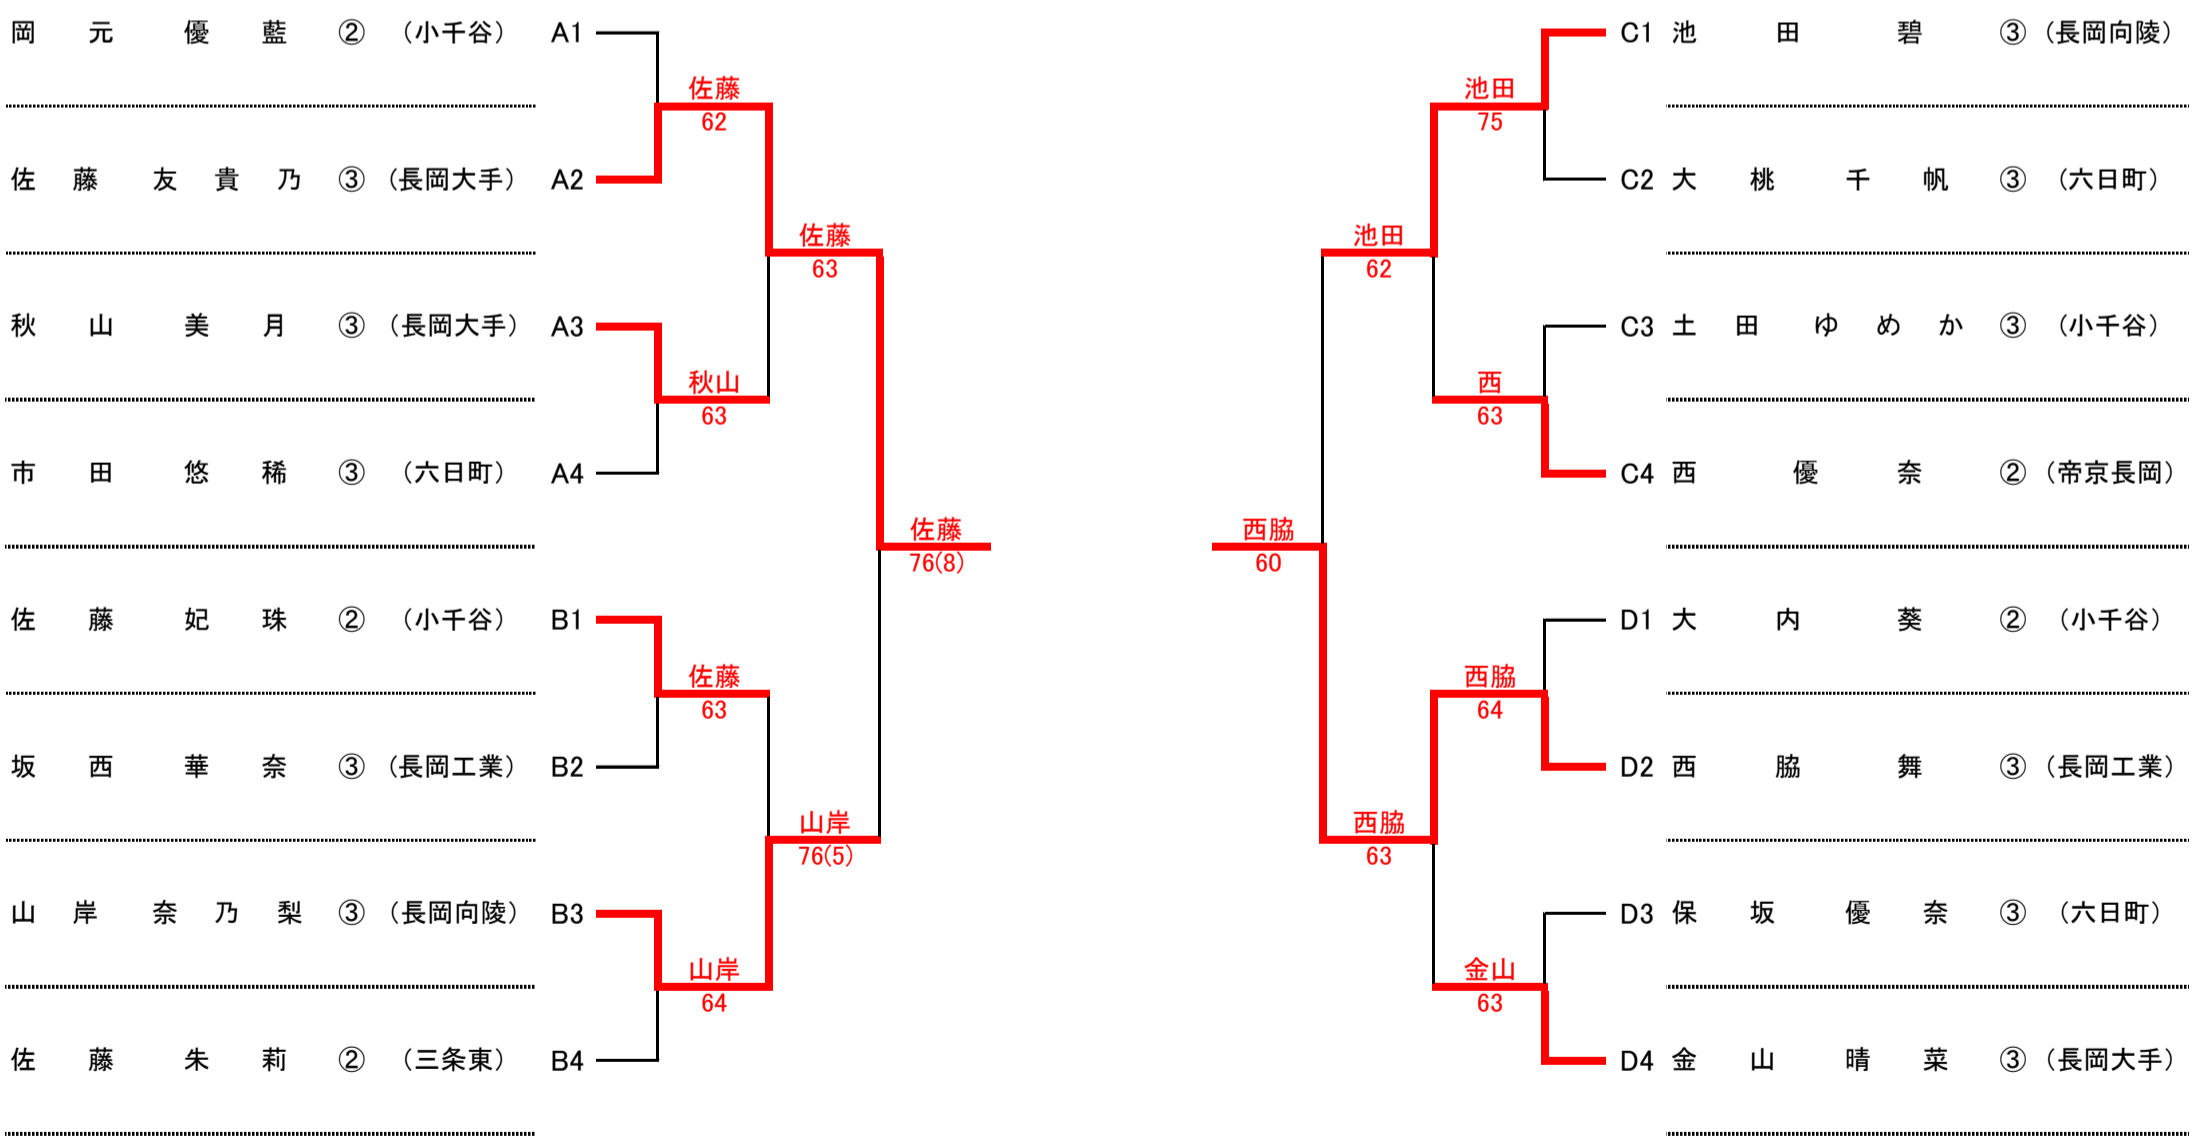 岡元 優藍 ② （小千谷） A1
佐藤 友貴乃 ③ （長岡大手） A2
秋山 美月 ③ （長岡大手） A3
市田 悠稀 ③ （六日町） A4
佐藤 妃珠 ② （小千谷） B1
坂西 華奈 ③ （長岡工業） B2
山岸 奈乃梨 ③ （長岡向陵） B3
佐藤 朱莉 ② （三条東） B4
佐藤
62
秋山
63
佐藤
63
山岸
64
佐藤
63
山岸
76(5)
佐藤
76(8)
西脇
60
池田
62
西脇
63
池田
75
西
63
西脇
64
金山
63
C1 池田 碧 ③ （長岡向陵）
C2 大桃 千帆 ③ （六日町）
C3 土田 ゆめか ③ （小千谷）
C4 西 優奈 ② （帝京長岡）
D1 大内 葵 ② （小千谷）
D2 西脇 舞 ③ （長岡工業）
D3 保坂 優奈 ③ （六日町）
D4 金山 晴菜 ③ （長岡大手）